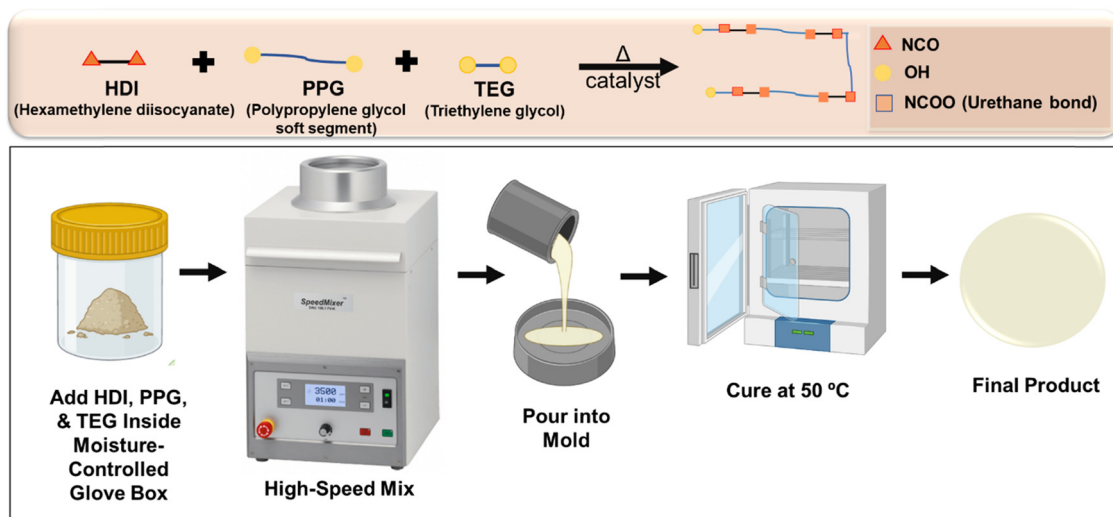 HDI
(Hexamethylene diisocyanate)
PPG
(Polypropylene glycol
soft segment)
TEG
(Triethylene glycol)
Δ
catalyst
NCO
OH
NCOO (Urethane bond)
Add HDI, PPG,
& TEG Inside
Moisture-
Controlled
Glove Box
SpeedMixer™
3500
01:00
High-Speed Mix
Pour into
Mold
Cure at 50 ºC
Final Product